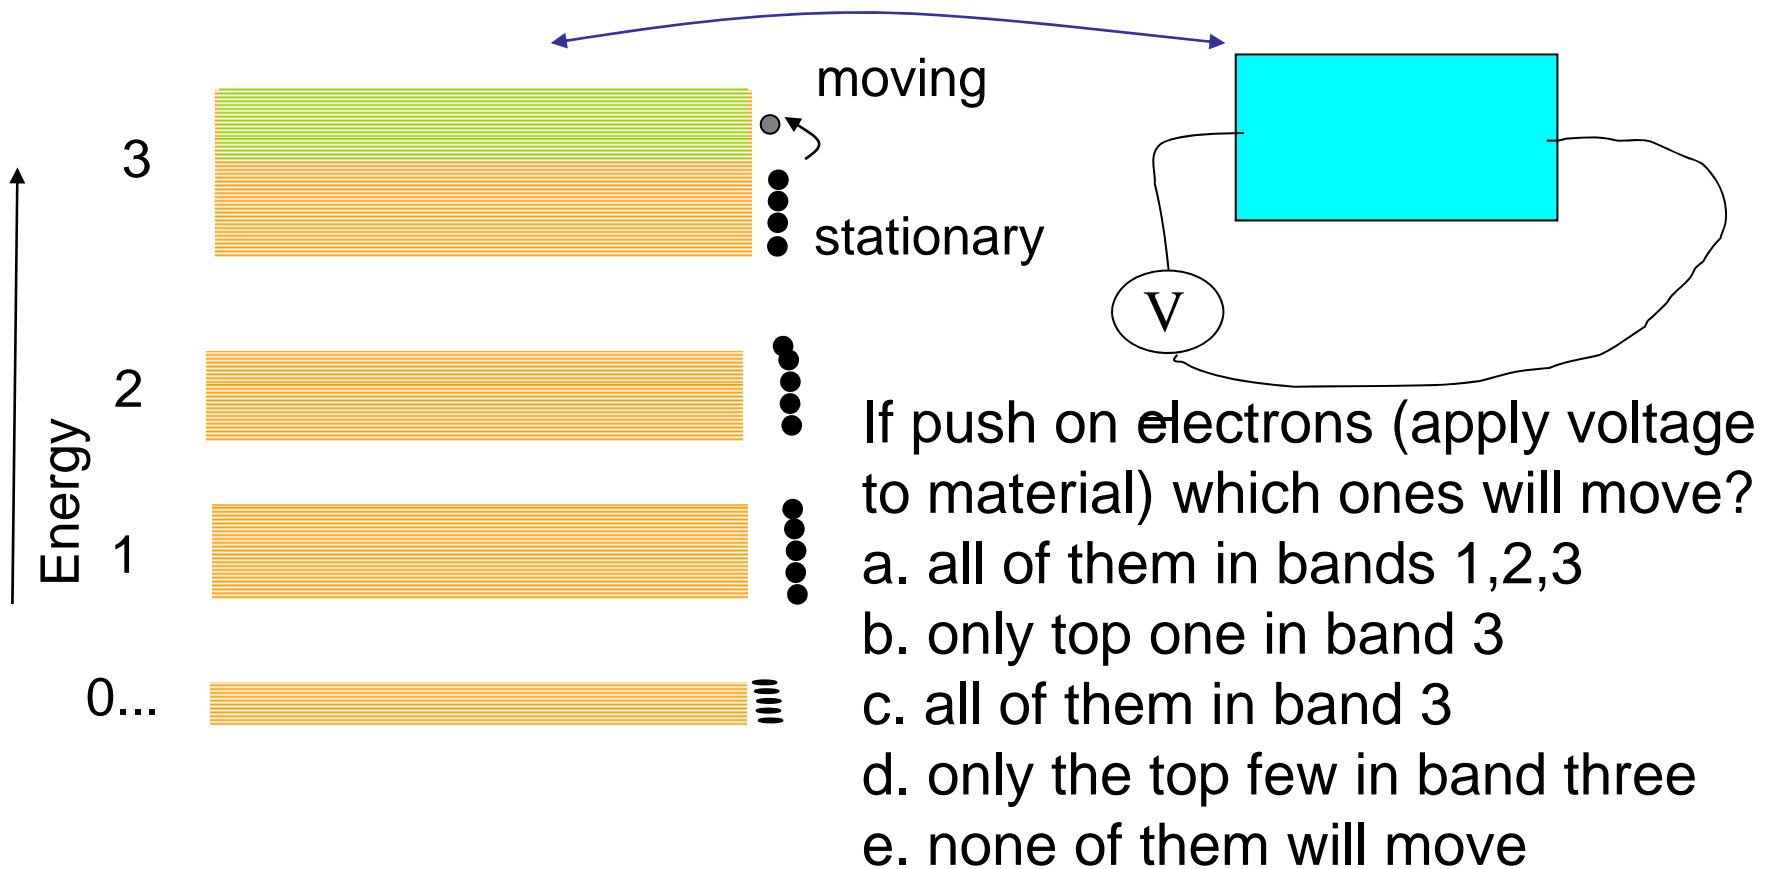 moving
3
stationary
V
2
If push on electrons (apply voltage
to material) which ones will move?
Energy
1
a. all of them in bands 1,2,3
b. only top one in band 3
0...
c. all of them in band 3
d. only the top few in band three
e. none of them will move